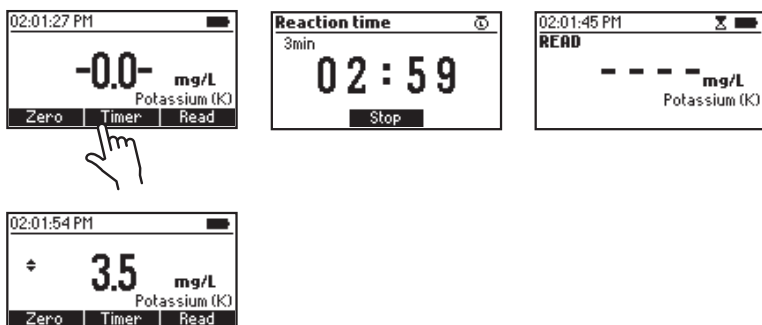 02:01:27 PM
-0.0- mg/L
Potassium (K)
Zero Timer Read
Reaction time
3min
02:59
Stop
02:01:45 PM
READ
---- mg/L
Potassium (K)
02:01:54 PM
3.5 mg/L
Potassium (K)
Zero Timer Read